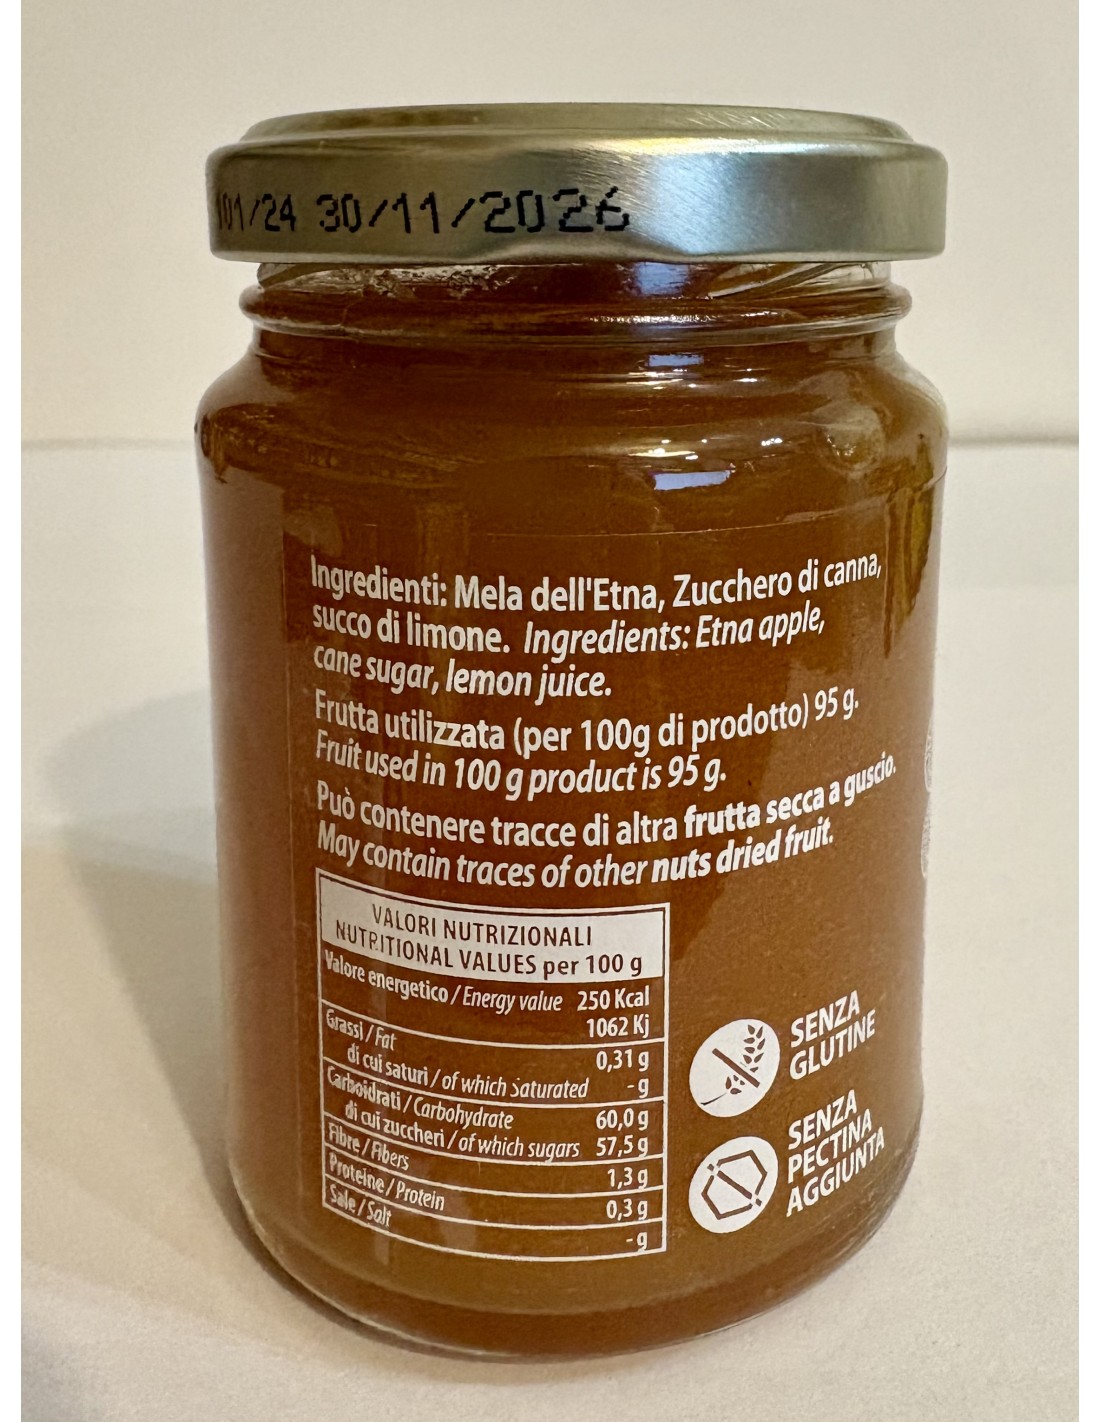 01/24 30/11/2026
Ingredienti: Mela dell'Etna, Zucchero di canna,
succo di limone. Ingredients: Etna apple,
cane sugar, lemon juice.
Frutta utilizzata (per 100g di prodotto) 95 g.
Fruit used in 100 g product is 95 g.
Può contenere tracce di altra frutta secca a guscio.
May contain traces of other nuts dried fruit.
VALORI NUTRIZIONALI
NUTRITIONAL VALUES per 100 g
Valore energetico / Energy value 250 Kcal
1062 Kj
Grassi / Fat 0,31 g
di cui saturi / of which Saturated - g
Carboidrati / Carbohydrate 60,0 g
di cui zuccheri / of which sugars 57,5 g
Fibre / Fibers 1,3 g
Proteine / Protein 0,3 g
Sale / Salt - g
SENZA
GLUTINE
SENZA
PECTINA
AGGIUNTA